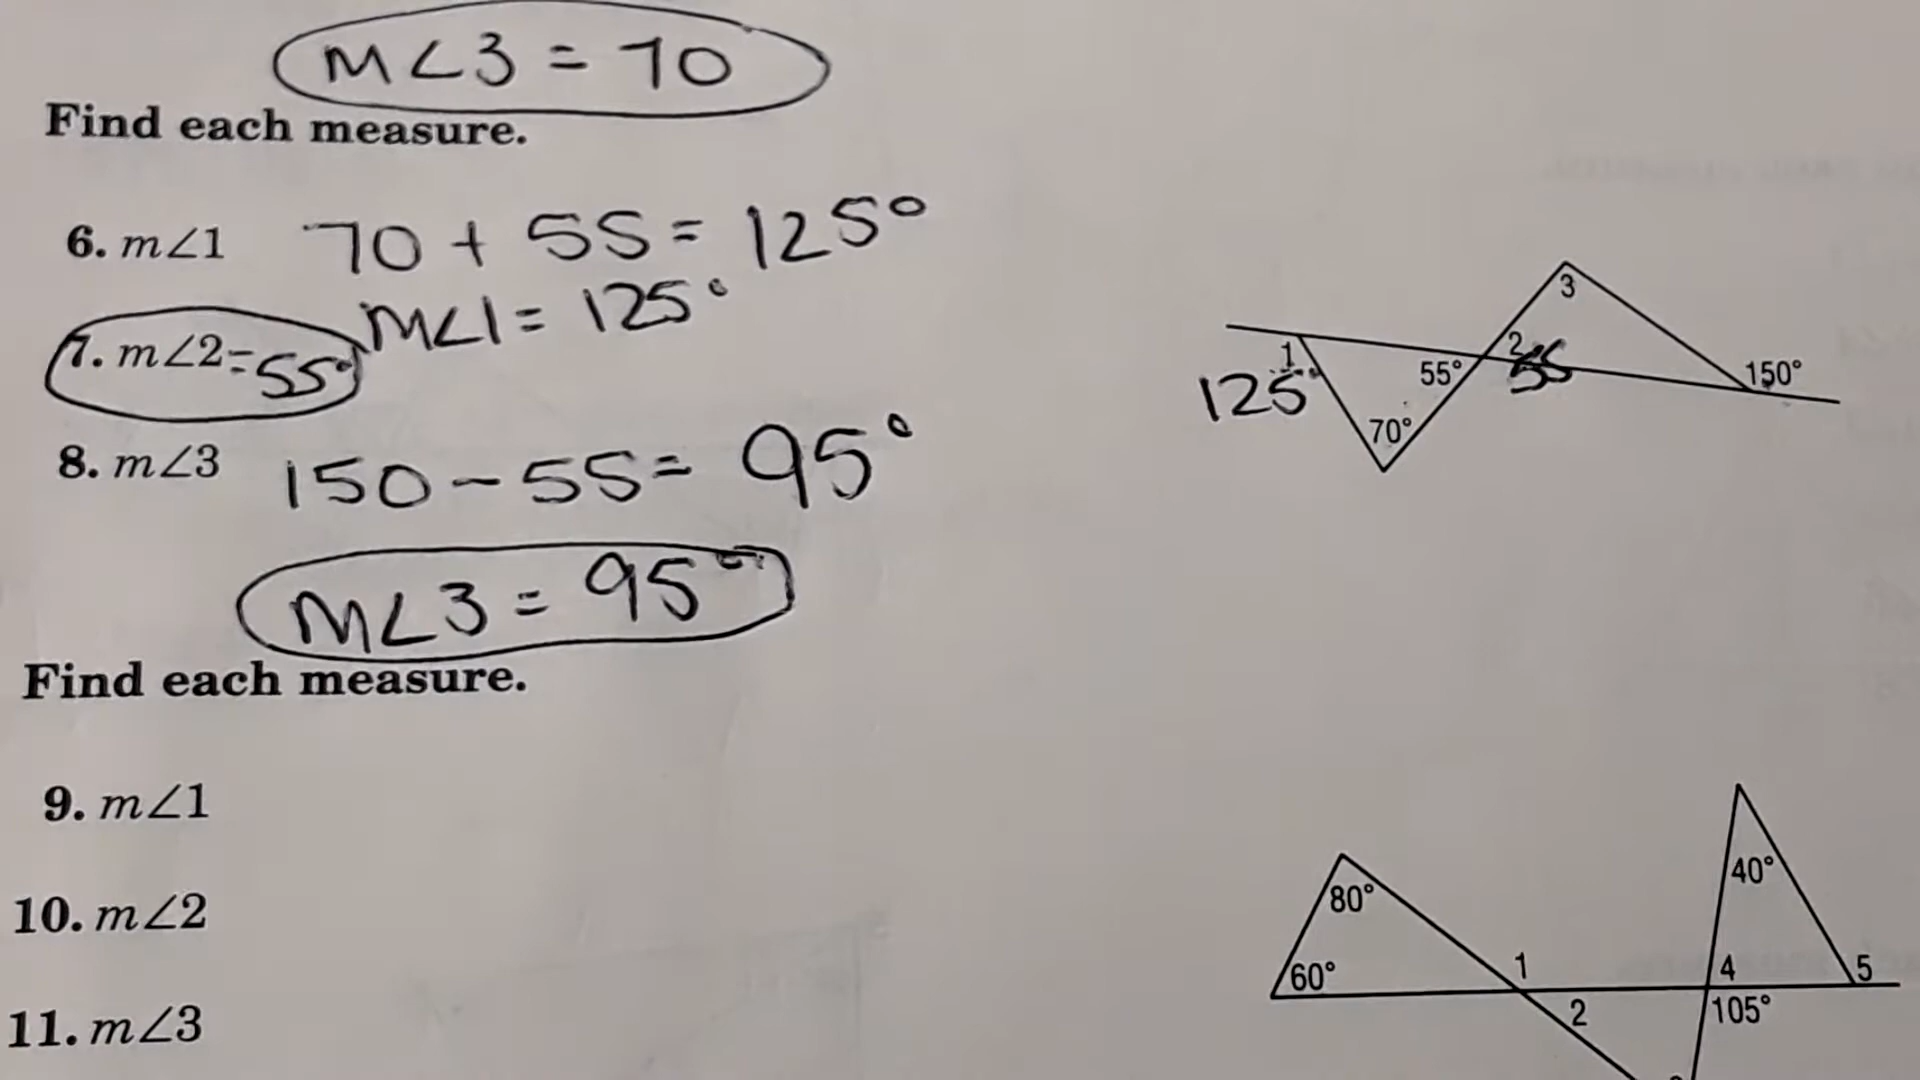 m∠3 = 70
Find each measure.
6. m∠1 70 + 55 = 125°
m∠1 = 125°
7. m∠2 = 55°
8. m∠3 150 - 55 = 95°
m∠3 = 95°
3
1
125°
55°
2
55
150°
70°
Find each measure.
9. m∠1
10. m∠2
11. m∠3
80°
40°
60°
1
4
5
2
105°